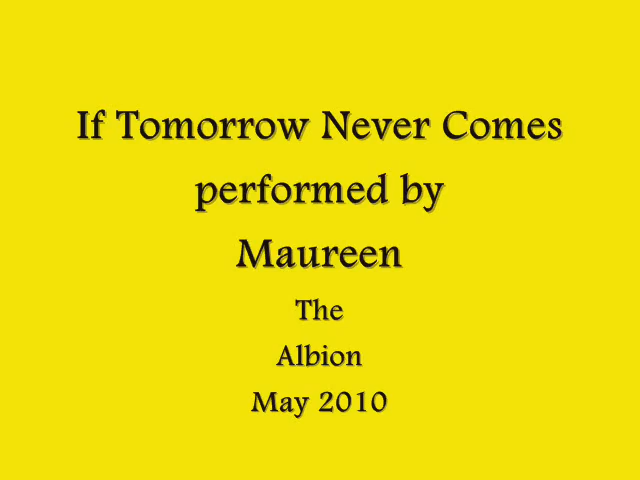 If Tomorrow Never Comes
performed by
Maureen
The
Albion
May 2010